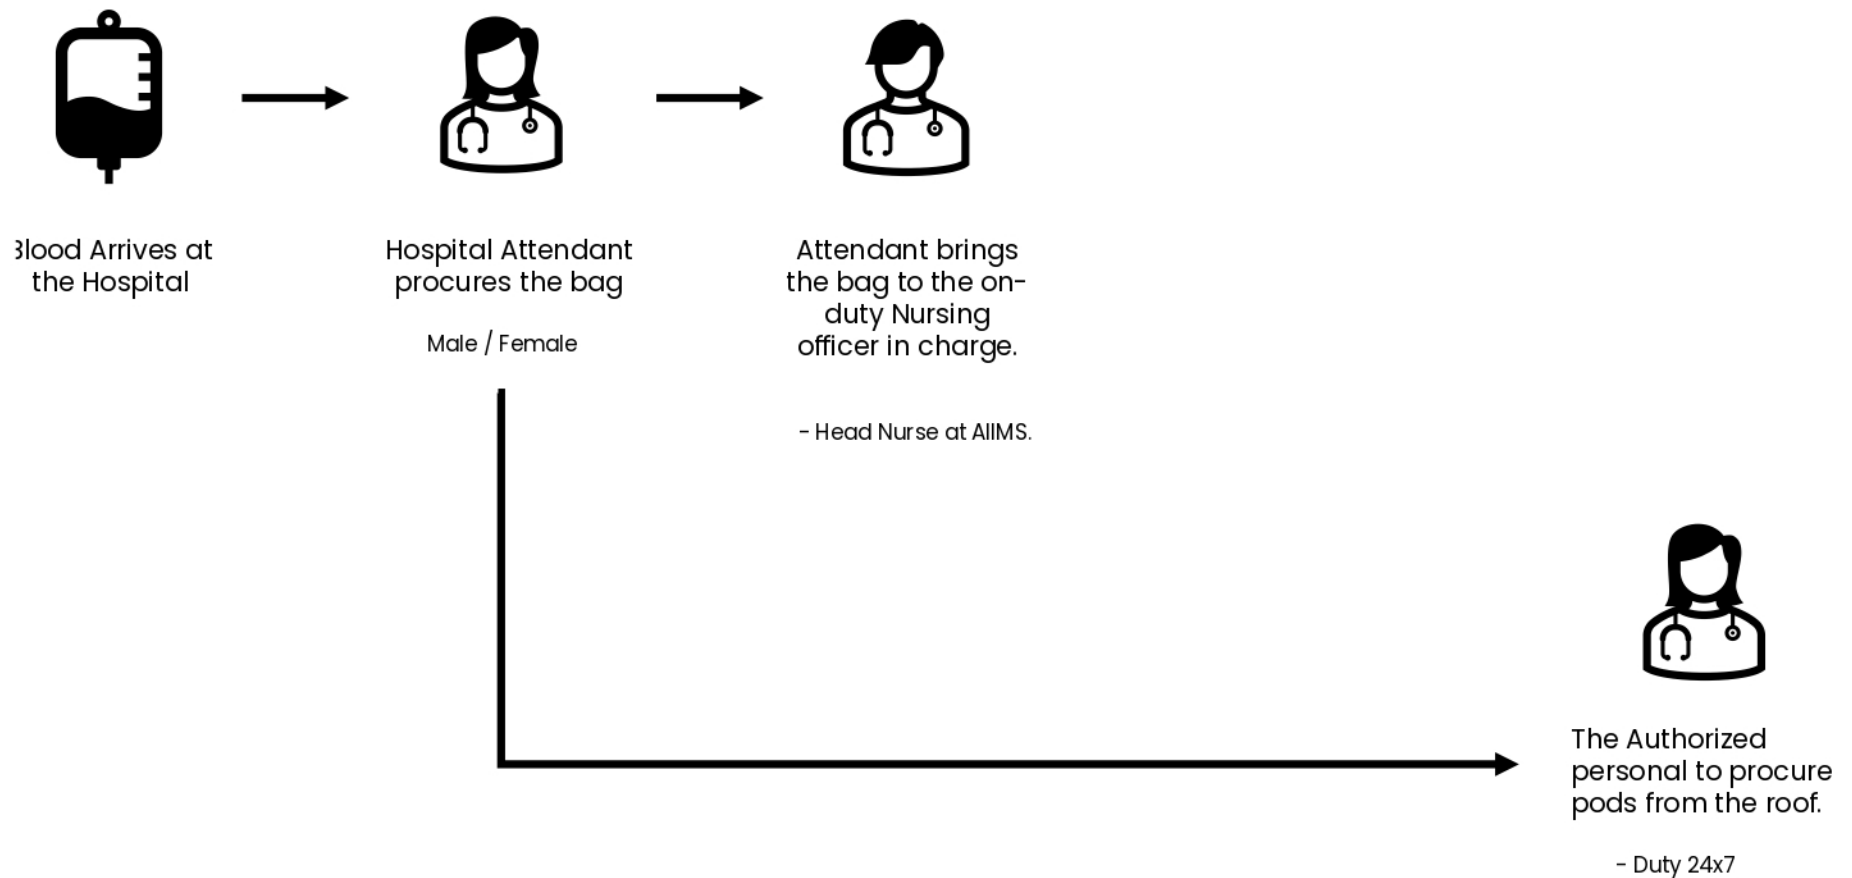 Blood Arrives at
the Hospital
Hospital Attendant
procures the bag
Male / Female
Attendant brings
the bag to the on-
duty Nursing
officer in charge.
- Head Nurse at AIIMS.
The Authorized
personal to procure
pods from the roof.
- Duty 24x7